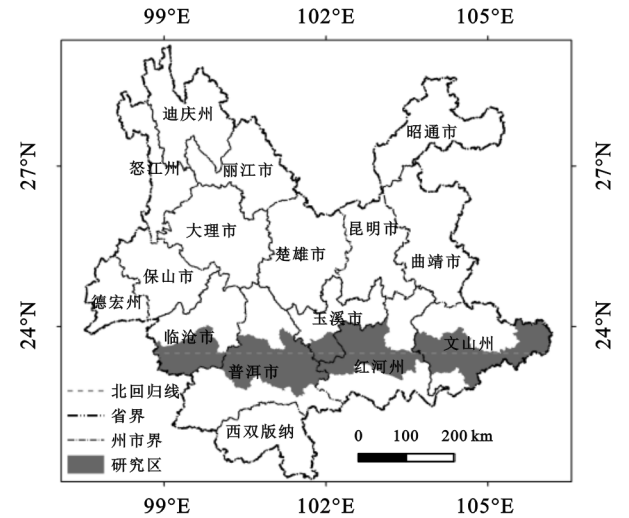 99°E 102°E 105°E
迪庆州
昭通市
27°N 27°N
怒江州 丽江市
大理市 昆明市
楚雄市
保山市 曲靖市
德宏州
玉溪市
24°N 24°N
临沧市 文山州
普洱市 红河州
北回归线
省界
西双版纳
州市界
0 100 200 km
研究区
99°E 102°E 105°E